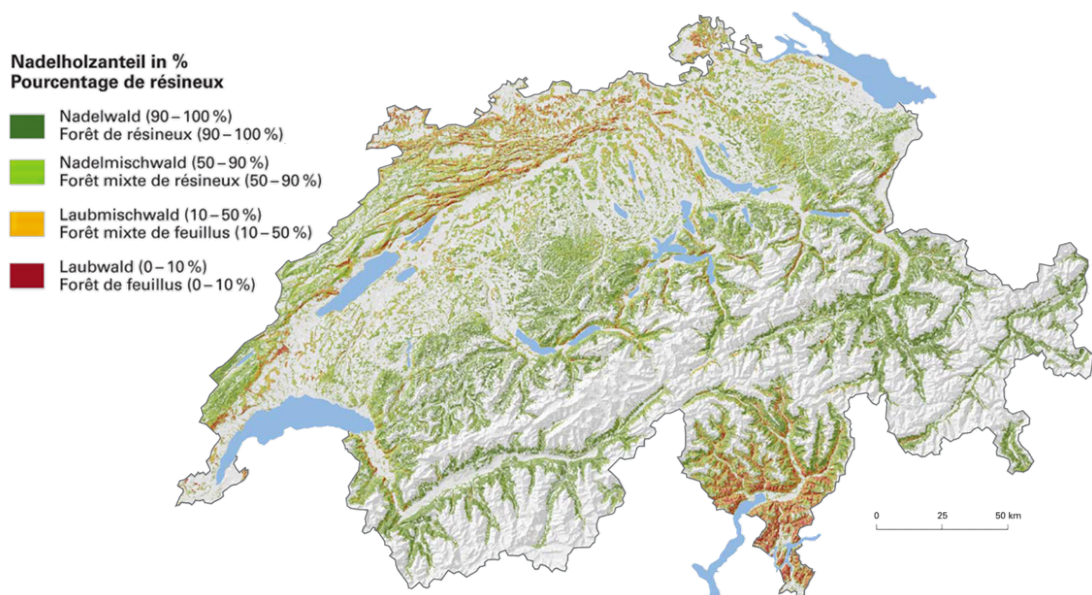 Nadelholzanteil in %
Pourcentage de résineux
Nadelwald (90 – 100 %)
Forêt de résineux (90 – 100 %)
Nadelmischwald (50 – 90 %)
Forêt mixte de résineux (50 – 90 %)
Laubmischwald (10 – 50 %)
Forêt mixte de feuillus (10 – 50 %)
Laubwald (0 – 10 %)
Forêt de feuillus (0 – 10 %)
0 25 50 km